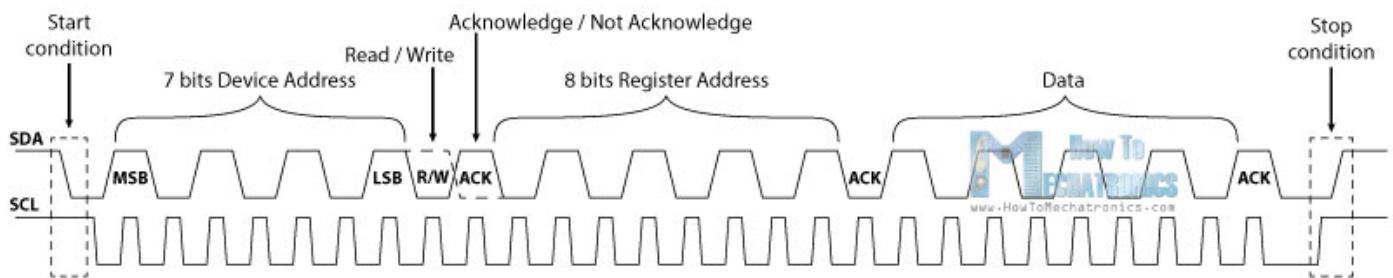 Start
condition
Read / Write
Acknowledge / Not Acknowledge
Stop
condition
7 bits Device Address
8 bits Register Address
Data
SDA
MSB
LSB
R/W
ACK
ACK
ACK
How To
MECHATRONICS
www.HowToMechatronics.com
SCL